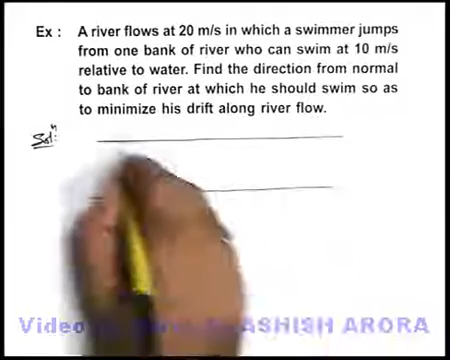 Ex : A river flows at 20 m/s in which a swimmer jumps
from one bank of river who can swim at 10 m/s
relative to water. Find the direction from normal
to bank of river at which he should swim so as
to minimize his drift along river flow.
Solⁿ:
Video ASHISH ARORA